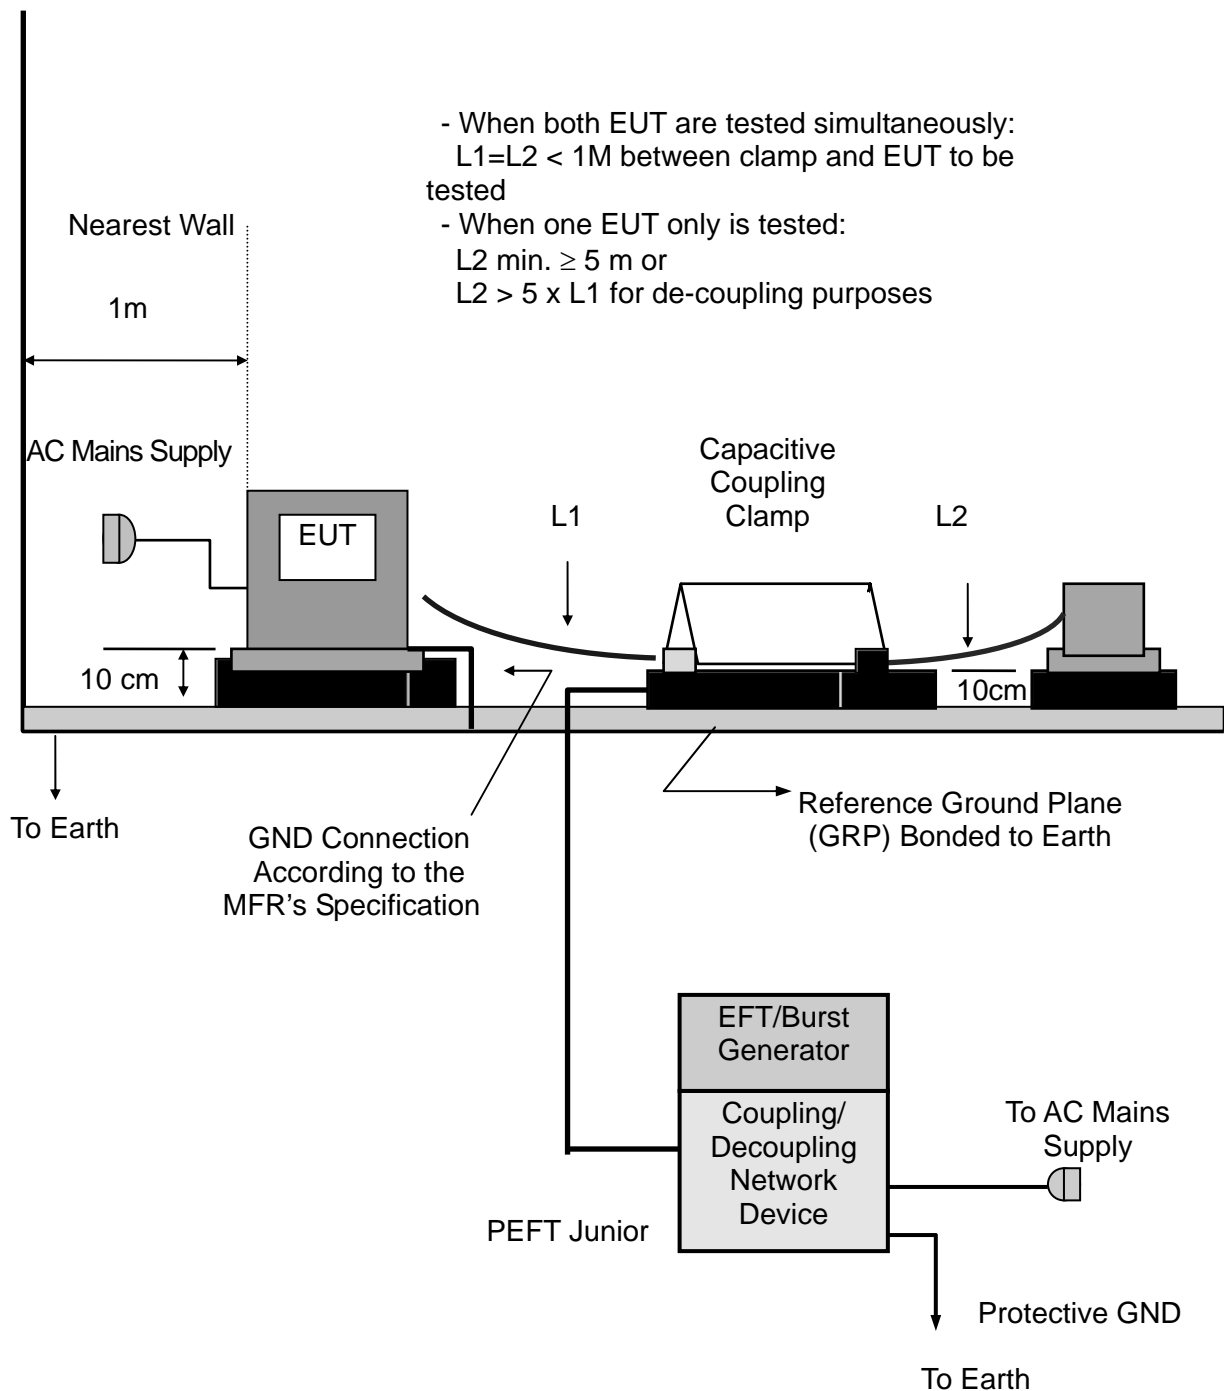 - When both EUT are tested simultaneously:
L1=L2 < 1M between clamp and EUT to be
tested
- When one EUT only is tested:
L2 min. ≥ 5 m or
L2 > 5 x L1 for de-coupling purposes
Nearest Wall
1m
AC Mains Supply
EUT
L1
Capacitive
Coupling
Clamp
L2
10 cm
10cm
To Earth
GND Connection
According to the
MFR's Specification
Reference Ground Plane
(GRP) Bonded to Earth
EFT/Burst
Generator
Coupling/
Decoupling
Network
Device
To AC Mains
Supply
PEFT Junior
Protective GND
To Earth